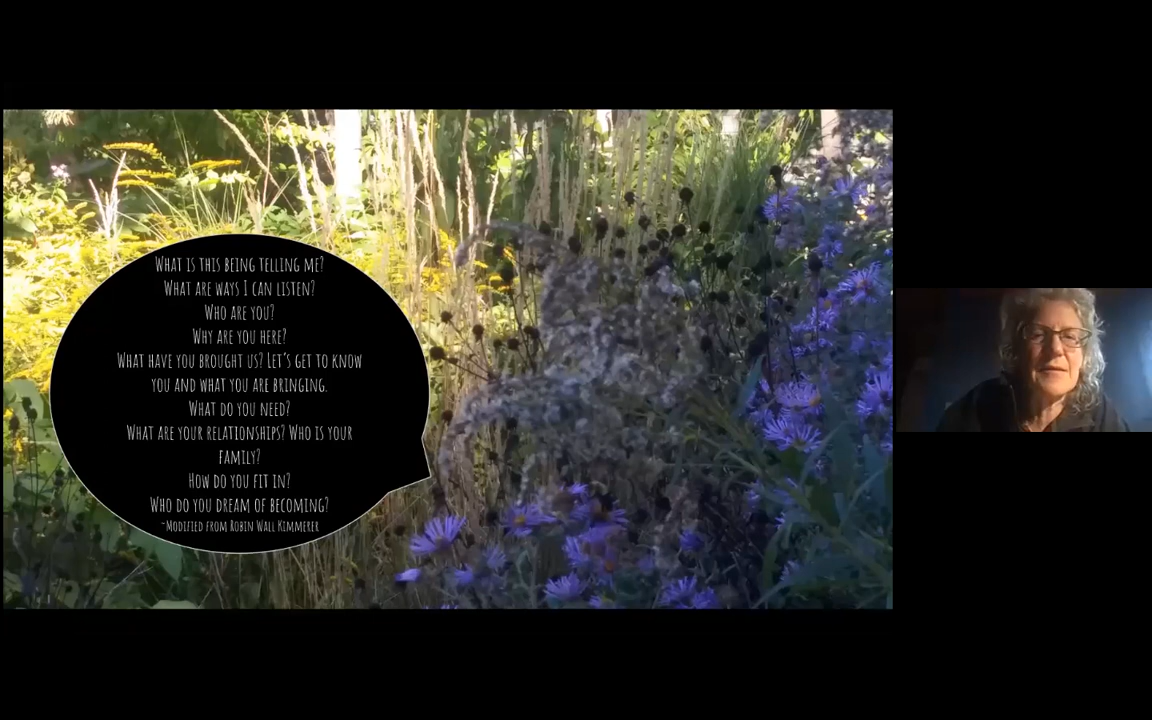 What is this being telling me?
What are ways I can listen?
Who are you?
Why are you here?
What have you brought us? Let's get to know
you and what you are bringing.
What do you need?
What are your relationships? Who is your
family?
How do you fit in?
Who do you dream of becoming?
~Modified from Robin Wall Kimmerer